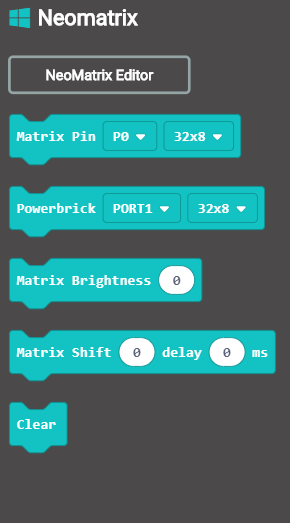 Neomatrix
NeoMatrix Editor
Matrix Pin P0 32x8
Powerbrick PORT1 32x8
Matrix Brightness 0
Matrix Shift 0 delay 0 ms
Clear